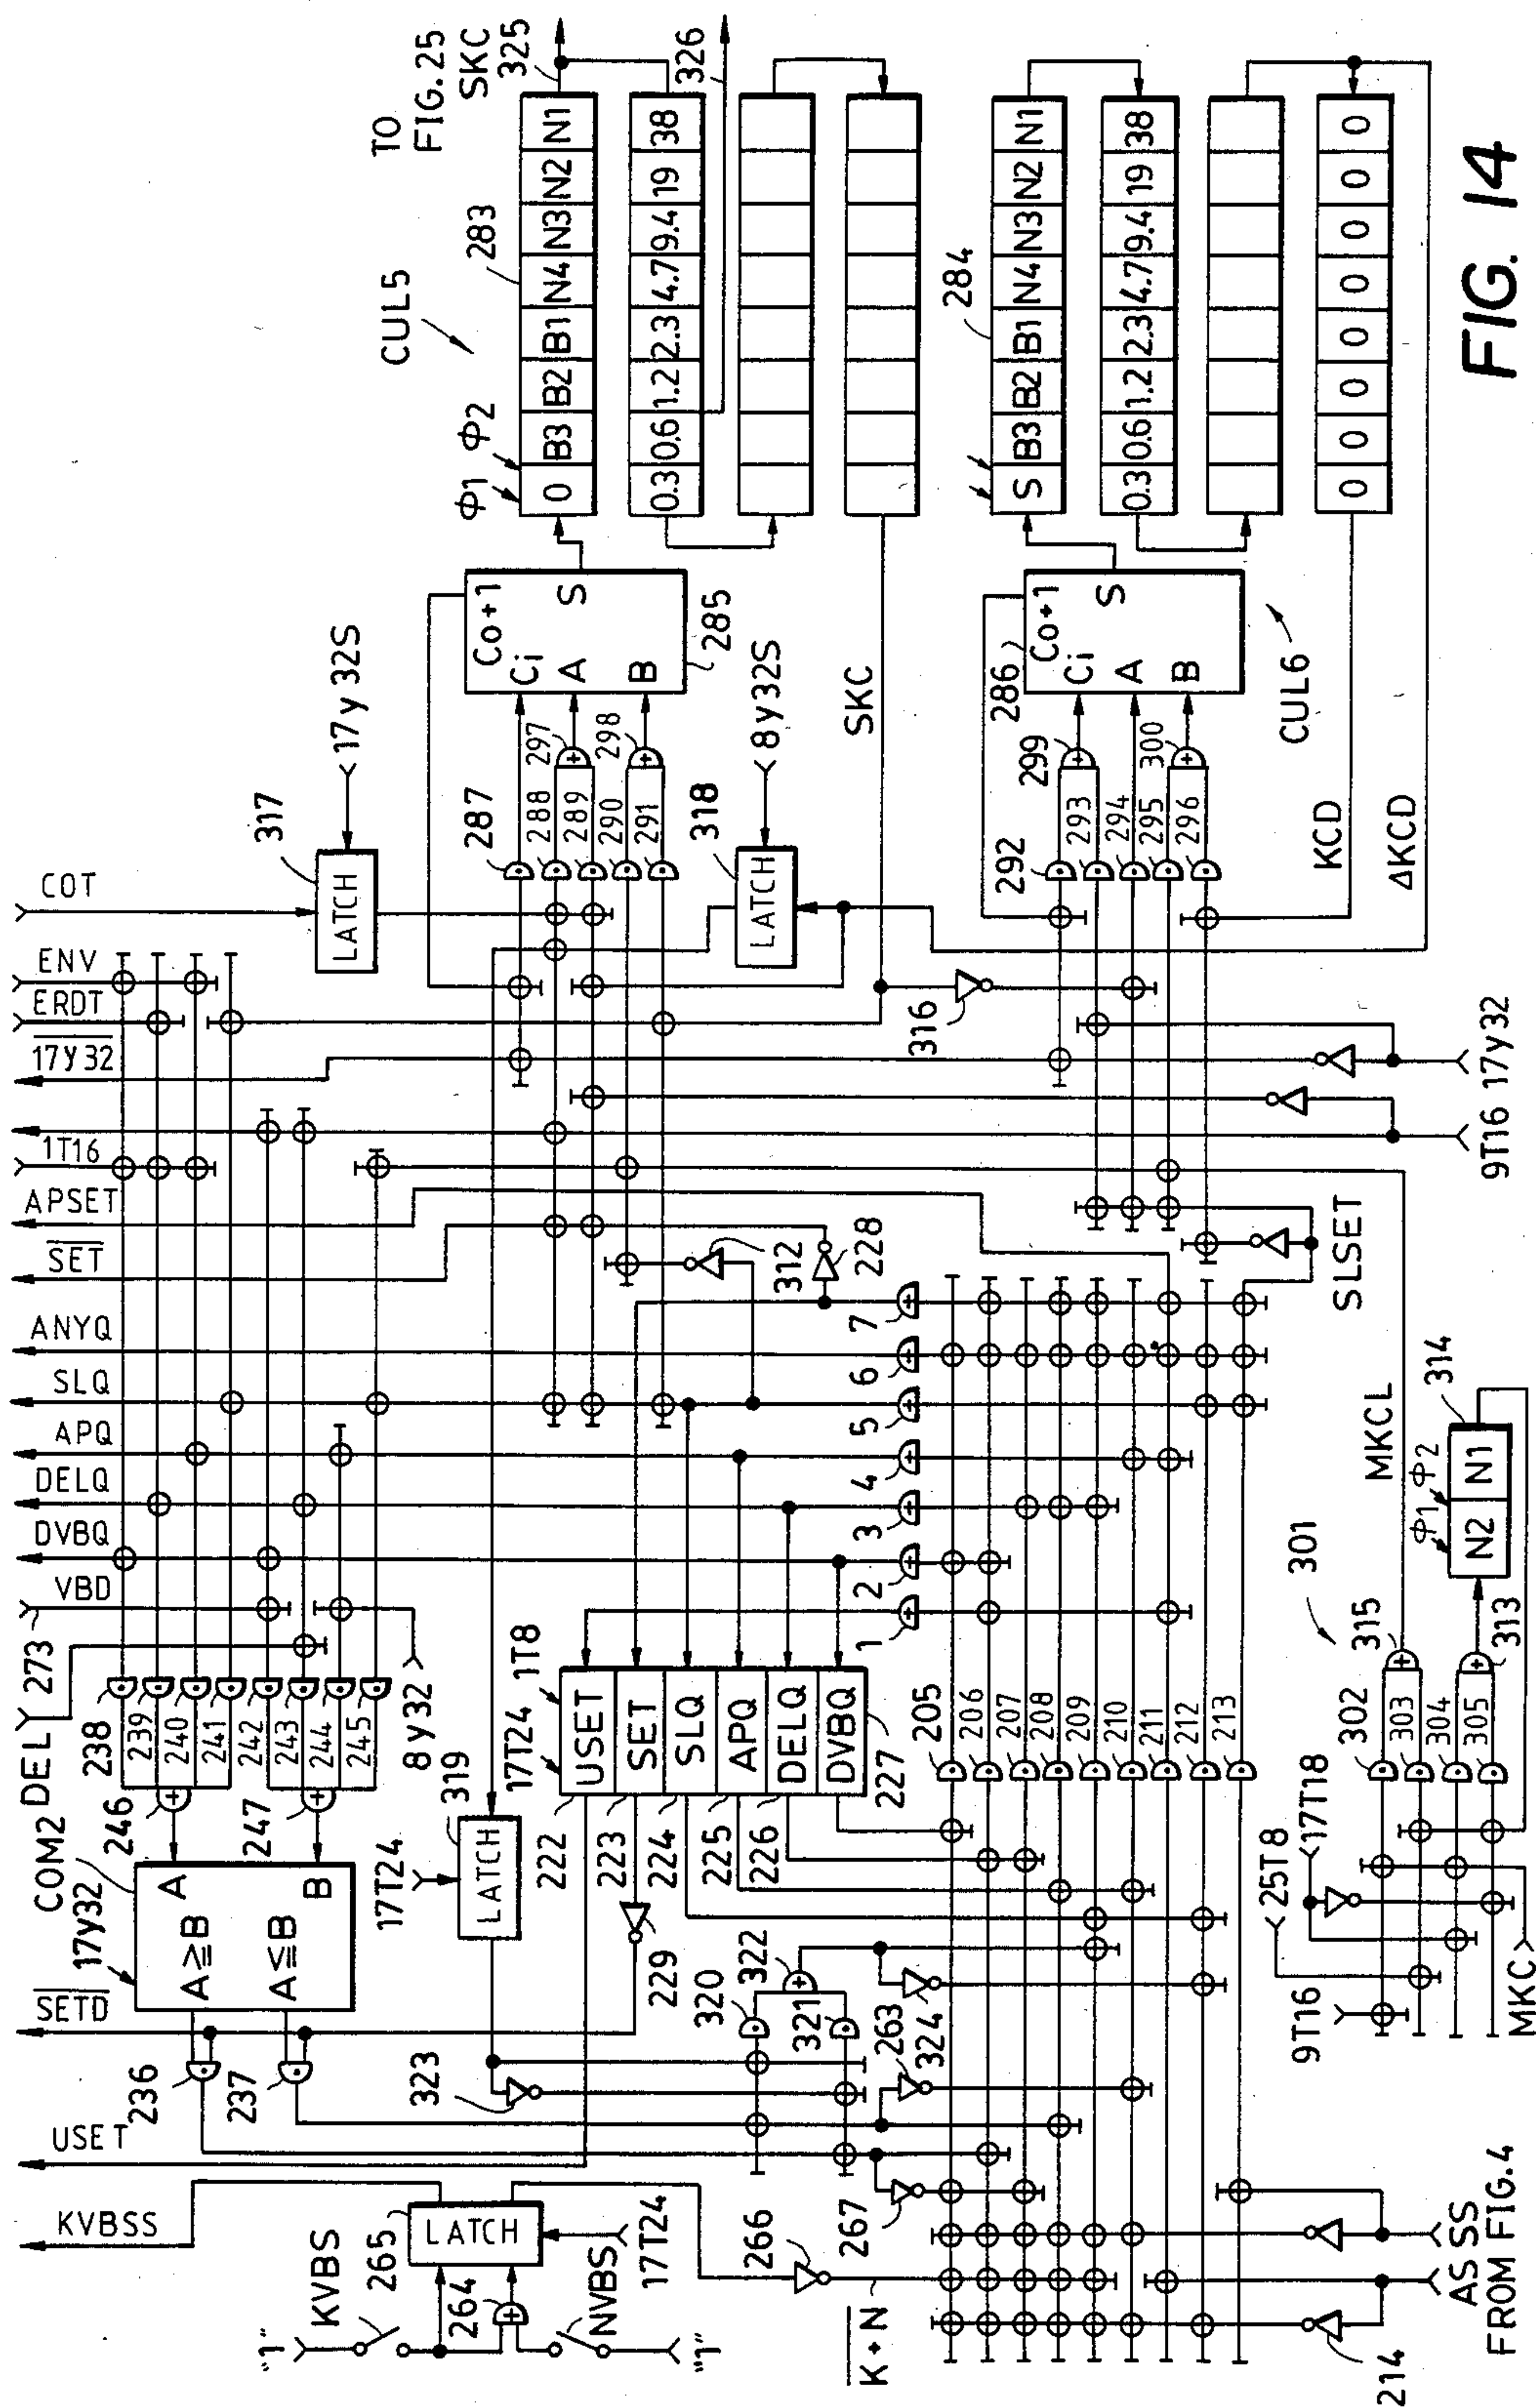 COT
ENV
ERDT
17y32
1T16
APSET
SET
ANYQ
SLQ
APQ
DELQ
DVBQ
VBD
273
DEL
COM2
17y32
SETD
USET
KVBSS
TO
FIG.25
SKC
325
326
CUL5
283
Φ1 Φ2
0 B3 B2 B1 N4 N3 N2 N1
0.3 0.6 1.2 2.3 4.7 9.4 19 38
317
LATCH
17y32S
Co+1
Ci
A
B
S
285
287
288
289
290
291
297
298
318
LATCH
8y32S
SKC
284
S B3 B2 B1 N4 N3 N2 N1
0.3 0.6 1.2 2.3 4.7 9.4 19 38
0 0 0 0 0 0 0 0
286
Co+1
Ci
A
B
S
CUL6
299
300
292
293
294
295
296
KCD
ΔKCD
316
17y32
9T16
SLSET
MKCL
312
228
238
239
240
241
242
243
244
245
246
247
8y32
A≧B
A≦B
A
B
236
237
319
LATCH
17T24
17T24
1T8
USET
SET
SLQ
APQ
DELQ
DVBQ
222
223
224
225
226
227
229
1
2
3
4
5
6
7
205
206
207
208
209
210
211
212
213
320
321
322
323
324
263
KVBS
265
LATCH
264
NVBS
17T24
"1"
"1"
266
267
K+N
214
AS SS
FROM FIG.4
301
302
303
304
305
313
314
315
Φ1 Φ2
N2 N1
17T18
25T8
9T16
MKC
FIG. 14